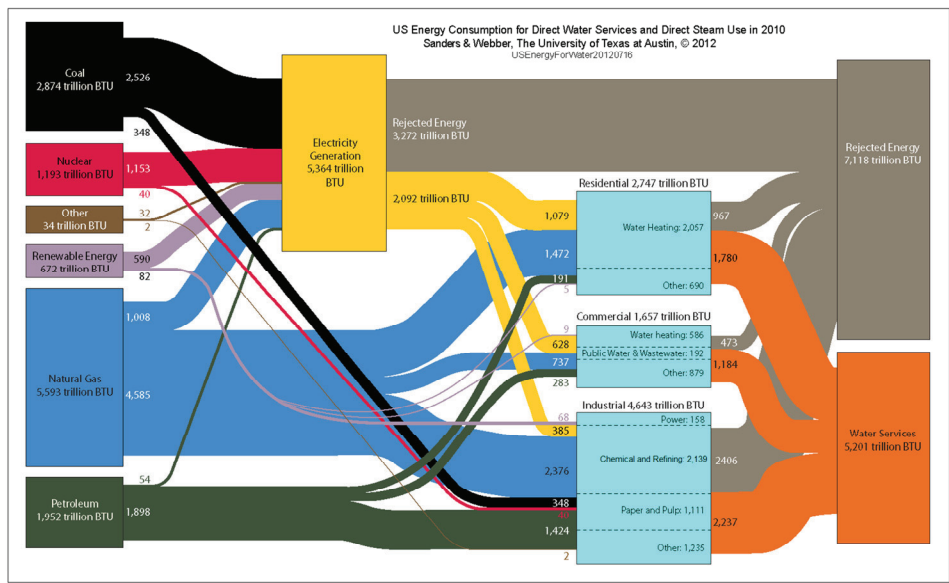 US Energy Consumption for Direct Water Services and Direct Steam Use in 2010
Sanders & Webber, The University of Texas at Austin, © 2012
USEnergyForWater20120716
Coal
2,874 trillion BTU
2,526
348
Nuclear
1,193 trillion BTU
1,153
40
Other
34 trillion BTU
32
2
Renewable Energy
672 trillion BTU
590
82
Natural Gas
5,593 trillion BTU
1,008
4,585
Petroleum
1,952 trillion BTU
54
1,898
Electricity
Generation
5,364 trillion
BTU
Rejected Energy
3,272 trillion BTU
2,092 trillion BTU
Residential 2,747 trillion BTU
1,079
1,472
191
5
Water Heating: 2,057
Other: 690
967
1,780
Commercial 1,657 trillion BTU
9
628
737
283
Water heating: 586
Public Water & Wastewater: 192
Other: 879
473
1,184
Industrial 4,643 trillion BTU
68
385
2,376
348
40
1,424
2
Power: 158
Chemical and Refining: 2,139
Paper and Pulp: 1,111
Other: 1,235
2406
2,237
Rejected Energy
7,118 trillion BTU
Water Services
5,201 trillion BTU